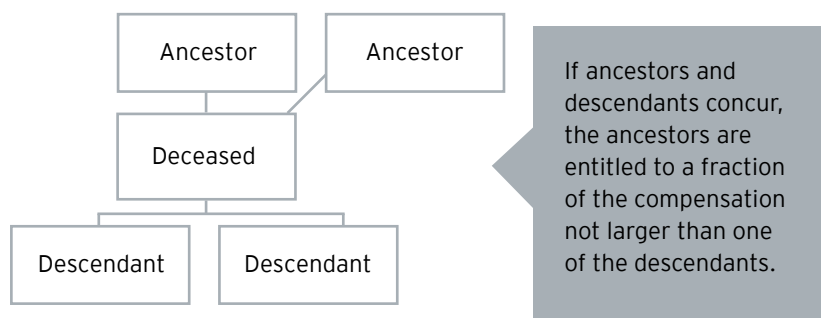 Ancestor
Ancestor
Deceased
Descendant
Descendant
If ancestors and
descendants concur,
the ancestors are
entitled to a fraction
of the compensation
not larger than one
of the descendants.